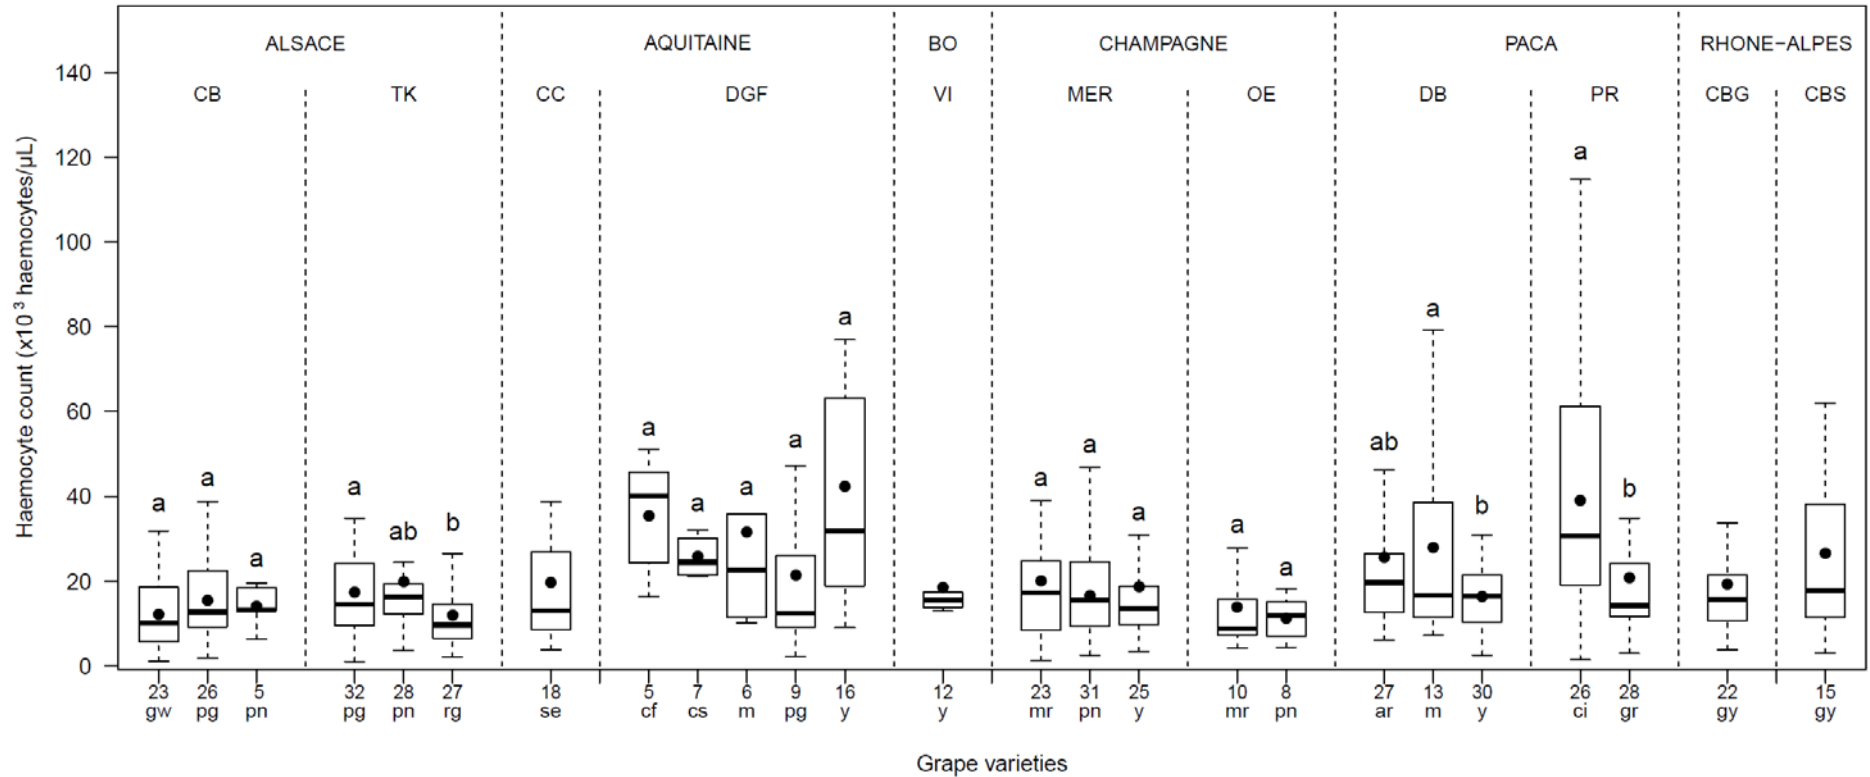 ALSACE AQUITAINE BO CHAMPAGNE PACA RHONE−ALPES
CB TK CC DGF VI MER OE DB PR CBG CBS
Haemocyte count (x10 3 haemocytes/µL)
140
120
100
80
60
40
20
0
a a a a ab b a a a a a a a a a a ab a b a b
23 26 5 32 28 27 18 5 7 6 9 16 12 23 31 25 10 8 27 13 30 26 28 22 15
gw pg pn pg pn rg se cf cs m pg y y mr pn y mr pn ar m y ci gr gy gy
Grape varieties